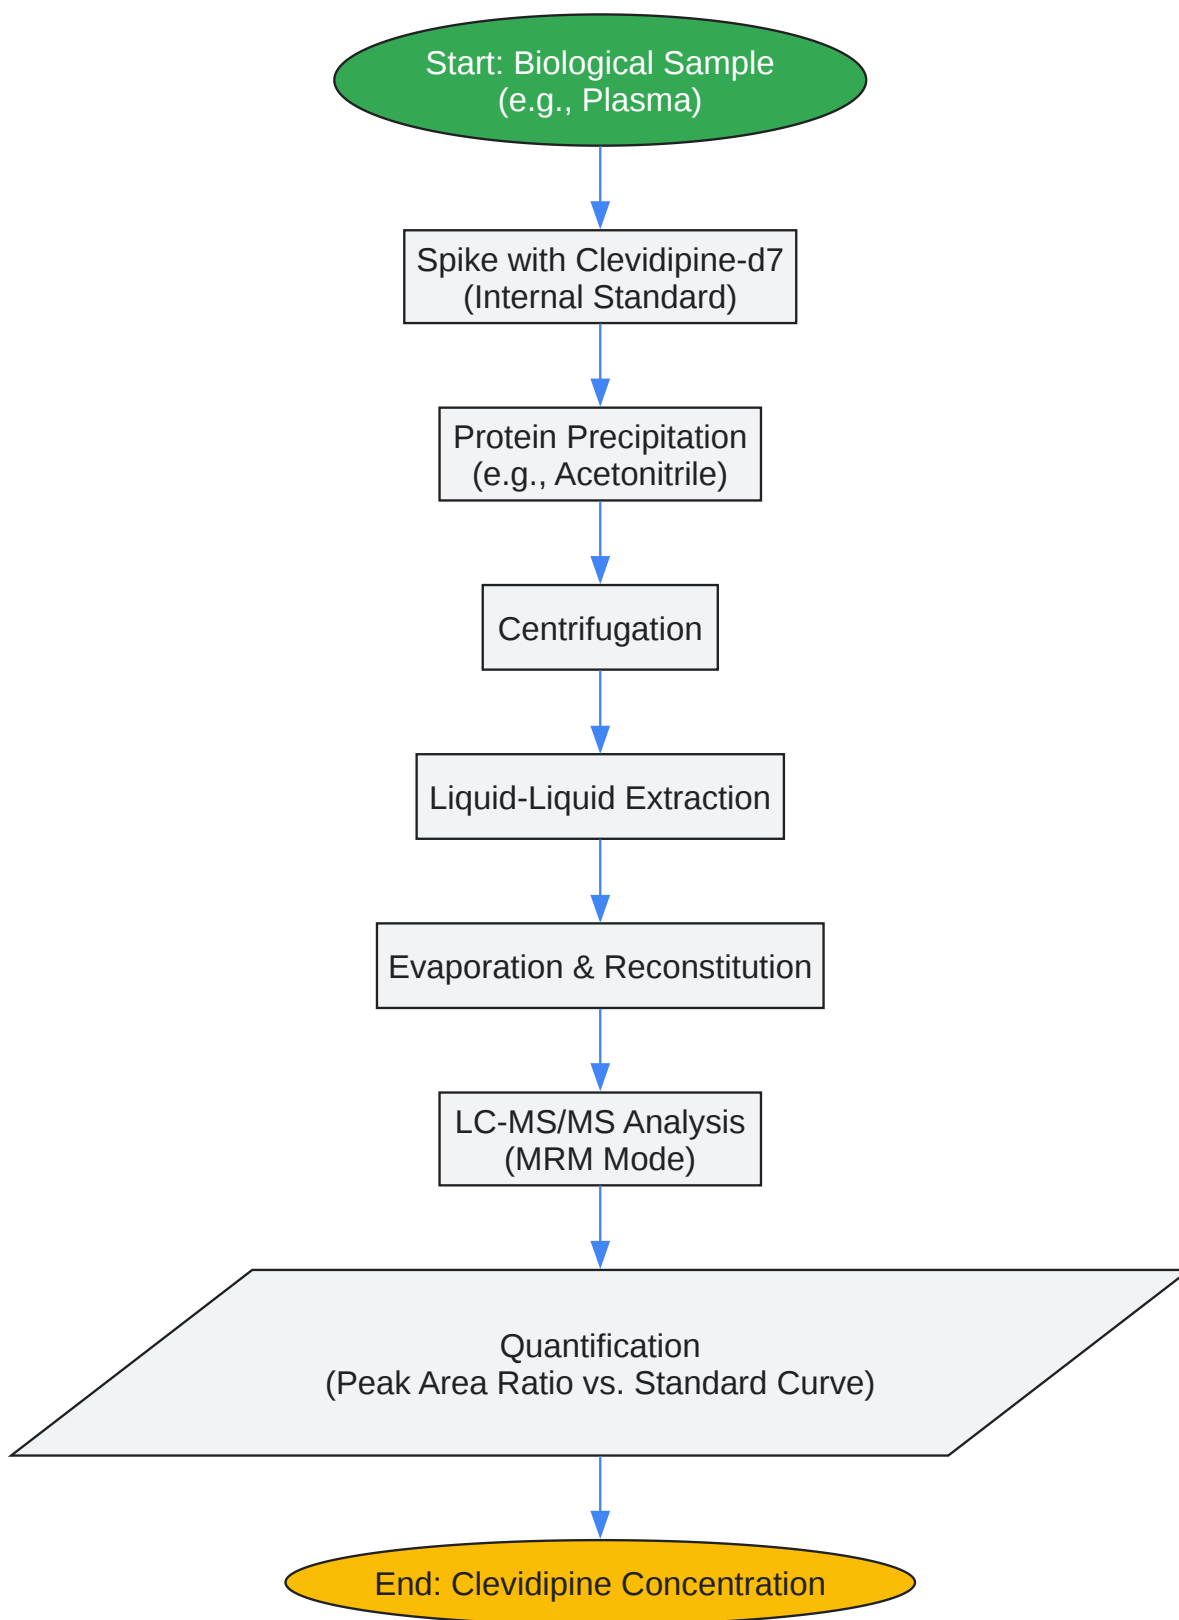 Start: Biological Sample
(e.g., Plasma)
Spike with Clevidipine-d7
(Internal Standard)
Protein Precipitation
(e.g., Acetonitrile)
Centrifugation
Liquid-Liquid Extraction
Evaporation & Reconstitution
LC-MS/MS Analysis
(MRM Mode)
Quantification
(Peak Area Ratio vs. Standard Curve)
End: Clevidipine Concentration